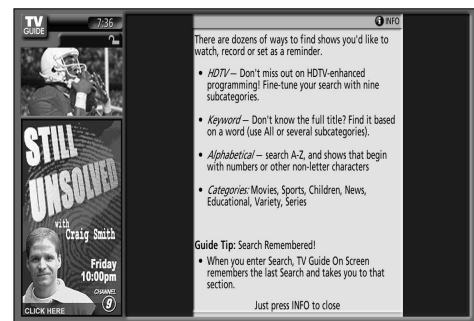 TV
GUIDE
7:36
STILL
UNSOLVED
with
Craig Smith
Friday
10:00pm
CHANNEL
9
CLICK HERE
i INFO
There are dozens of ways to find shows you'd like to
watch, record or set as a reminder.
• HDTV – Don't miss out on HDTV-enhanced
programming! Fine-tune your search with nine
subcategories.
• Keyword – Don't know the full title? Find it based
on a word (use All or several subcategories).
• Alphabetical – search A-Z, and shows that begin
with numbers or other non-letter characters
• Categories: Movies, Sports, Children, News,
Educational, Variety, Series
Guide Tip: Search Remembered!
• When you enter Search, TV Guide On Screen
remembers the last Search and takes you to that
section.
Just press INFO to close